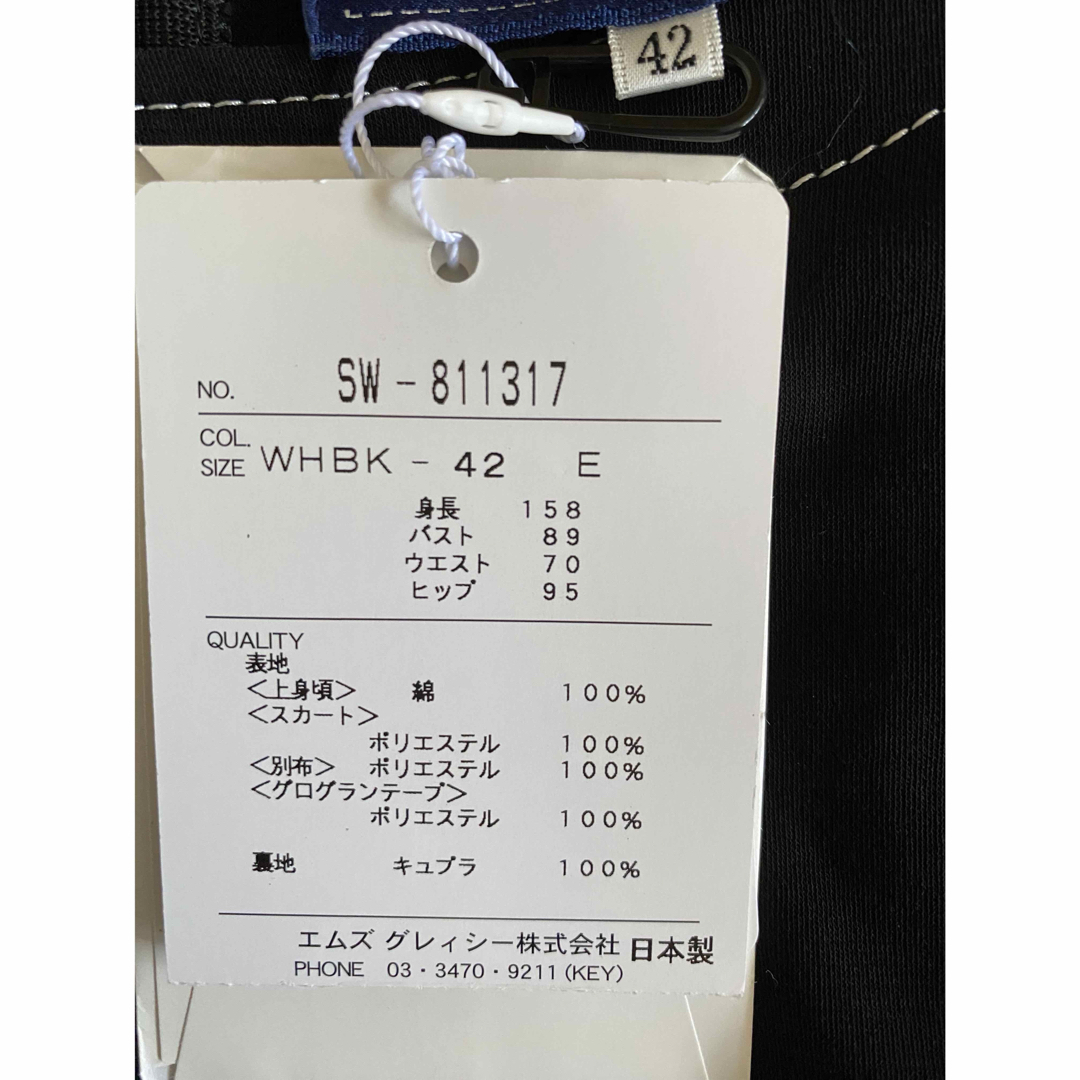 42
NO. SW-811317
COL.
SIZE WHBK - 42 E
身長 158
バスト 89
ウエスト 70
ヒップ 95
QUALITY
表地
<上身頃> 綿 100%
<スカート>
ポリエステル 100%
<別布> ポリエステル 100%
<グログランテープ>
ポリエステル 100%
裏地 キュプラ 100%
エムズ グレィシー株式会社 日本製
PHONE 03・3470・9211(KEY)